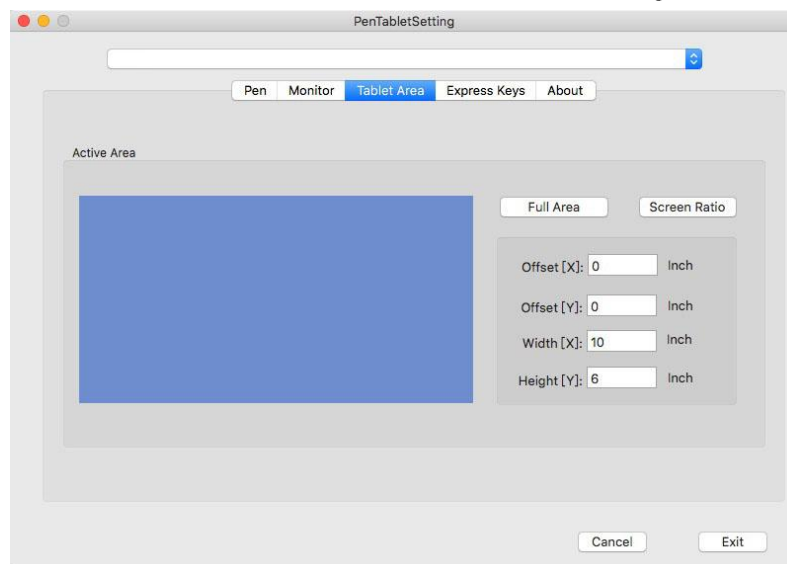 PenTabletSetting
Pen Monitor Tablet Area Express Keys About
Active Area
Full Area Screen Ratio
Offset [X]: 0 Inch
Offset [Y]: 0 Inch
Width [X]: 10 Inch
Height [Y]: 6 Inch
Cancel Exit